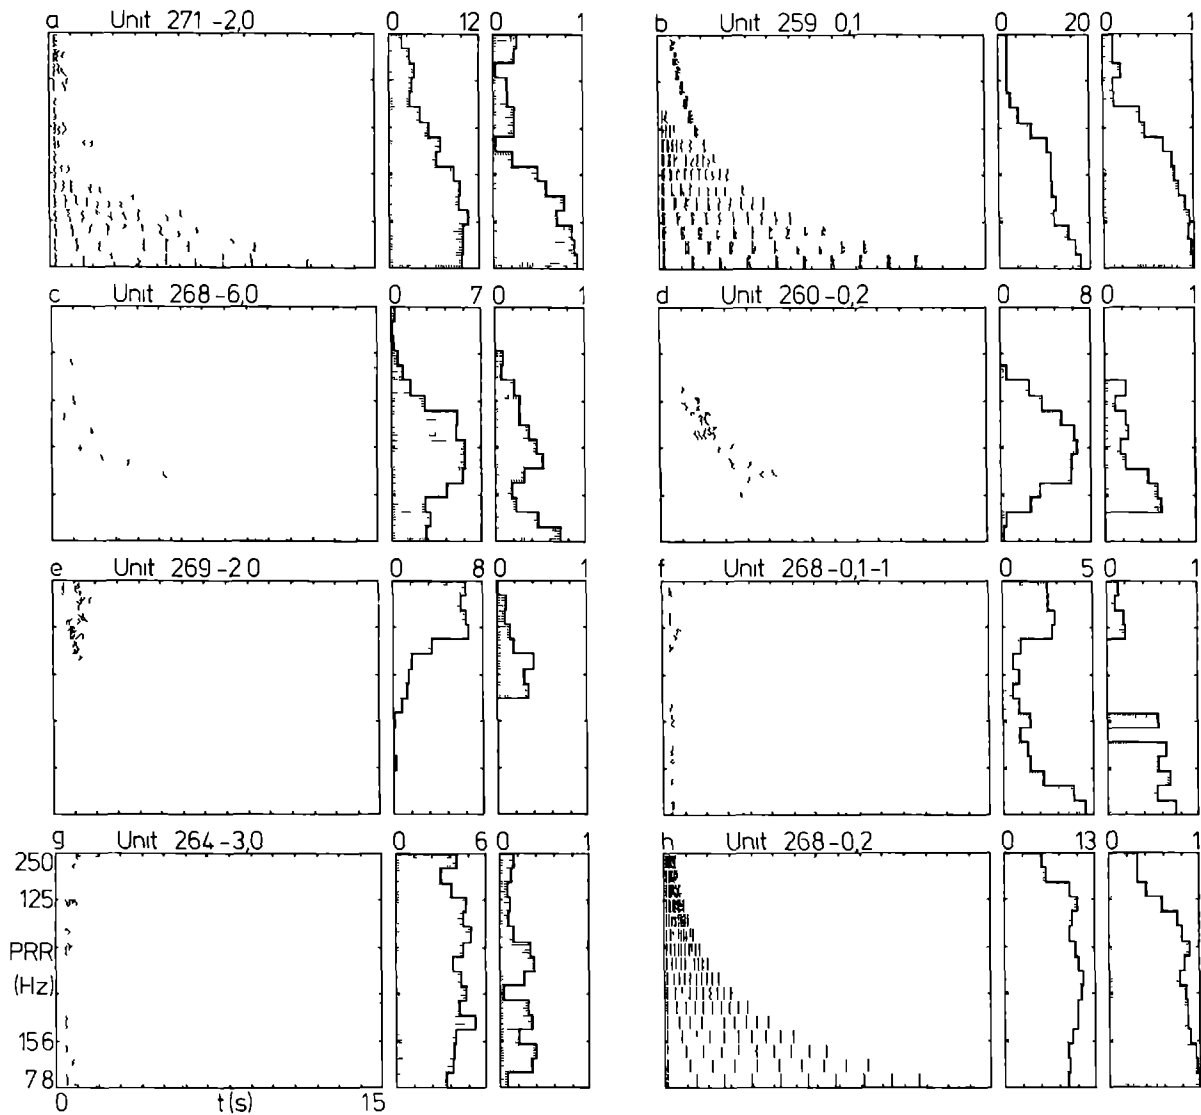 a Unit 271-2,0 0 12 0 1 b Unit 259 0,1 0 20 0 1
c Unit 268-6,0 0 7 0 1 d Unit 260-0,2 0 8 0 1
e Unit 269-2 0 0 8 0 1 f Unit 268-0,1-1 0 5 0 1
g Unit 264-3,0 0 6 0 1 h Unit 268-0,2 0 13 0 1
250
125
PRR
(Hz)
15 6
7 8
0 t(s) 15